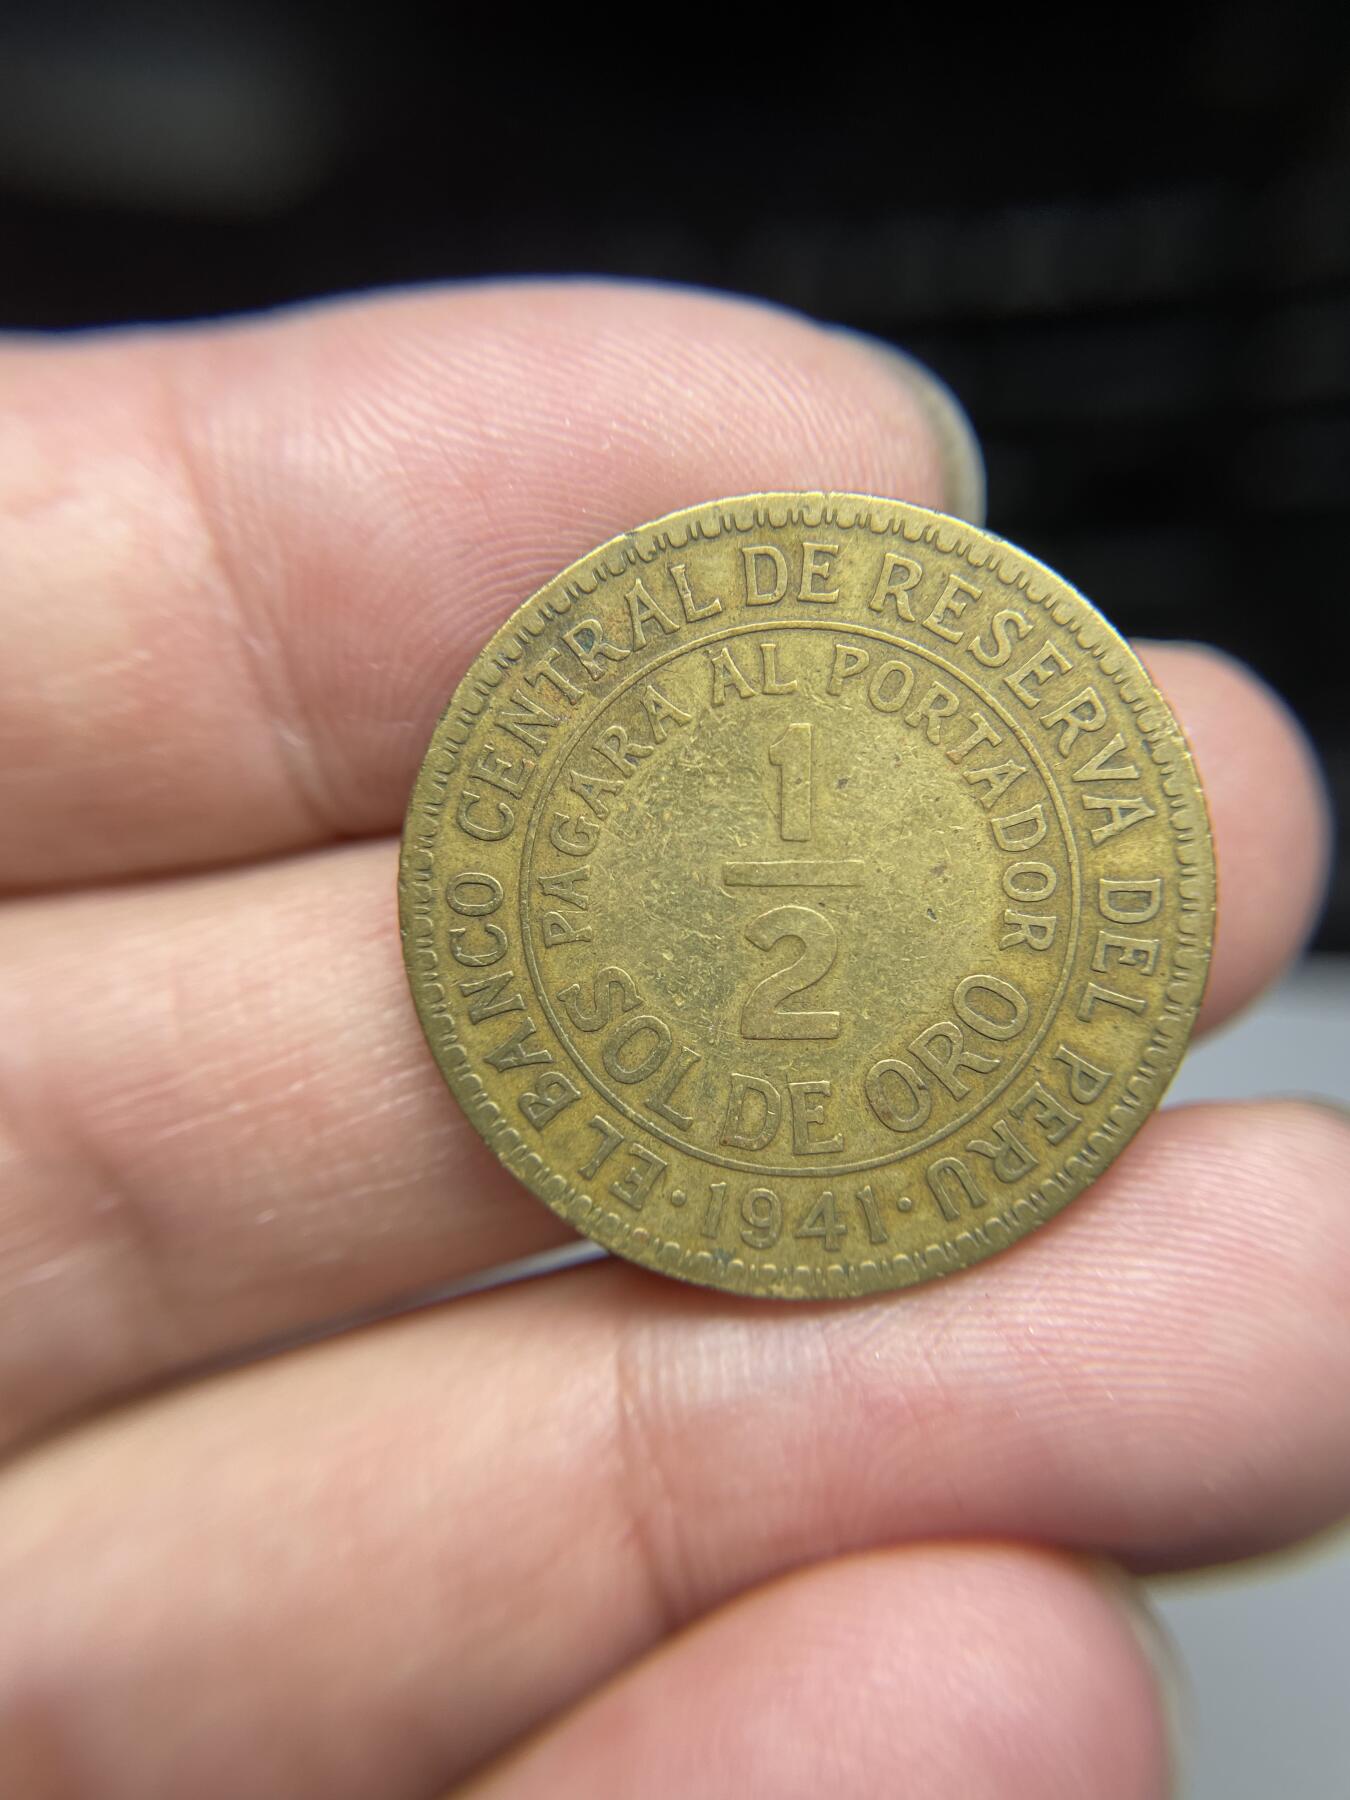 EL BANCO CENTRAL DE RESERVA DEL PERU
PAGARA AL PORTADOR
1
2
SOL DE ORO
·1941·